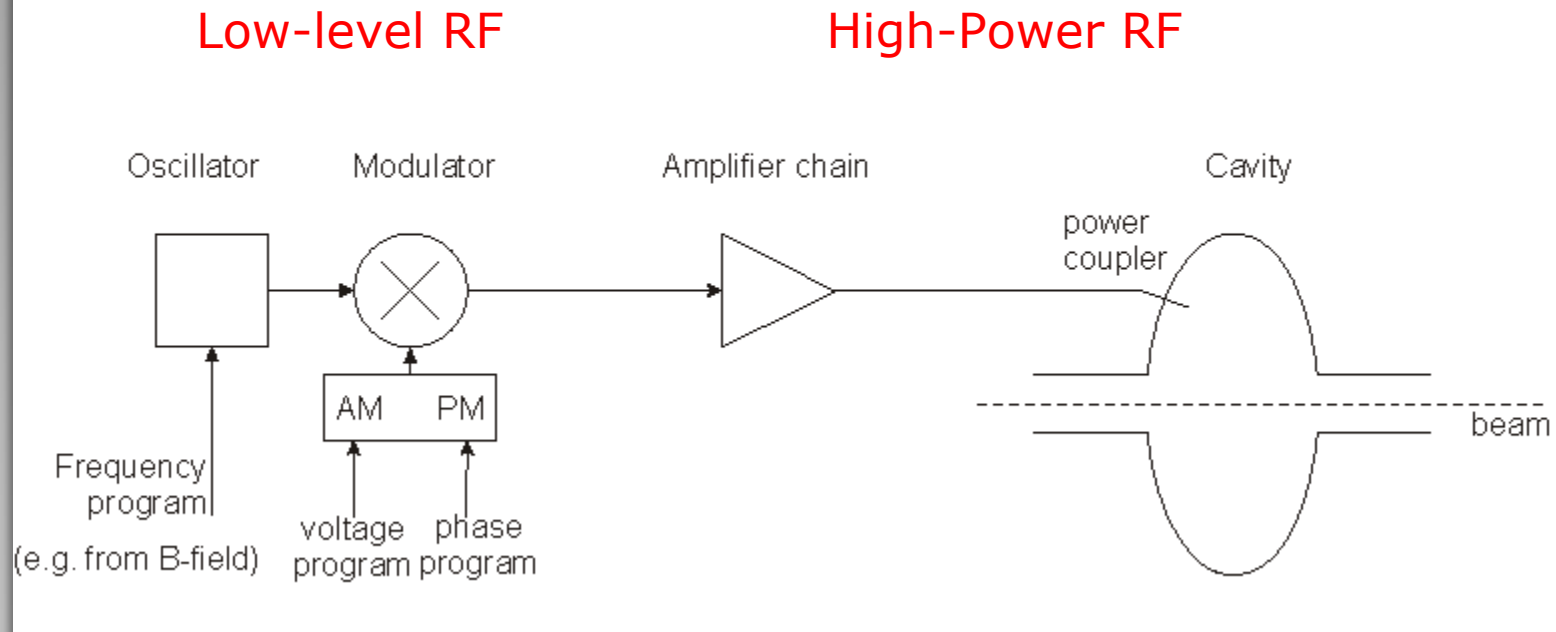 Low-level RF
High-Power RF
Oscillator
Modulator
Amplifier chain
Cavity
power
coupler
AM
PM
beam
Frequency
program
(e.g. from B-field)
voltage
program
phase
program